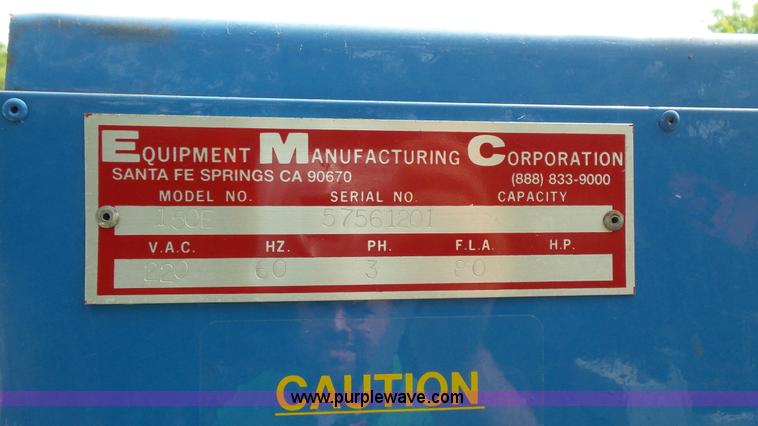 EQUIPMENT MANUFACTURING CORPORATION
SANTA FE SPRINGS CA 90670 (888) 833-9000
MODEL NO. SERIAL NO. CAPACITY
150E 57561201
V.A.C. HZ. PH. F.L.A. H.P.
220 60 3 80
CAUTION
www.purplewave.com